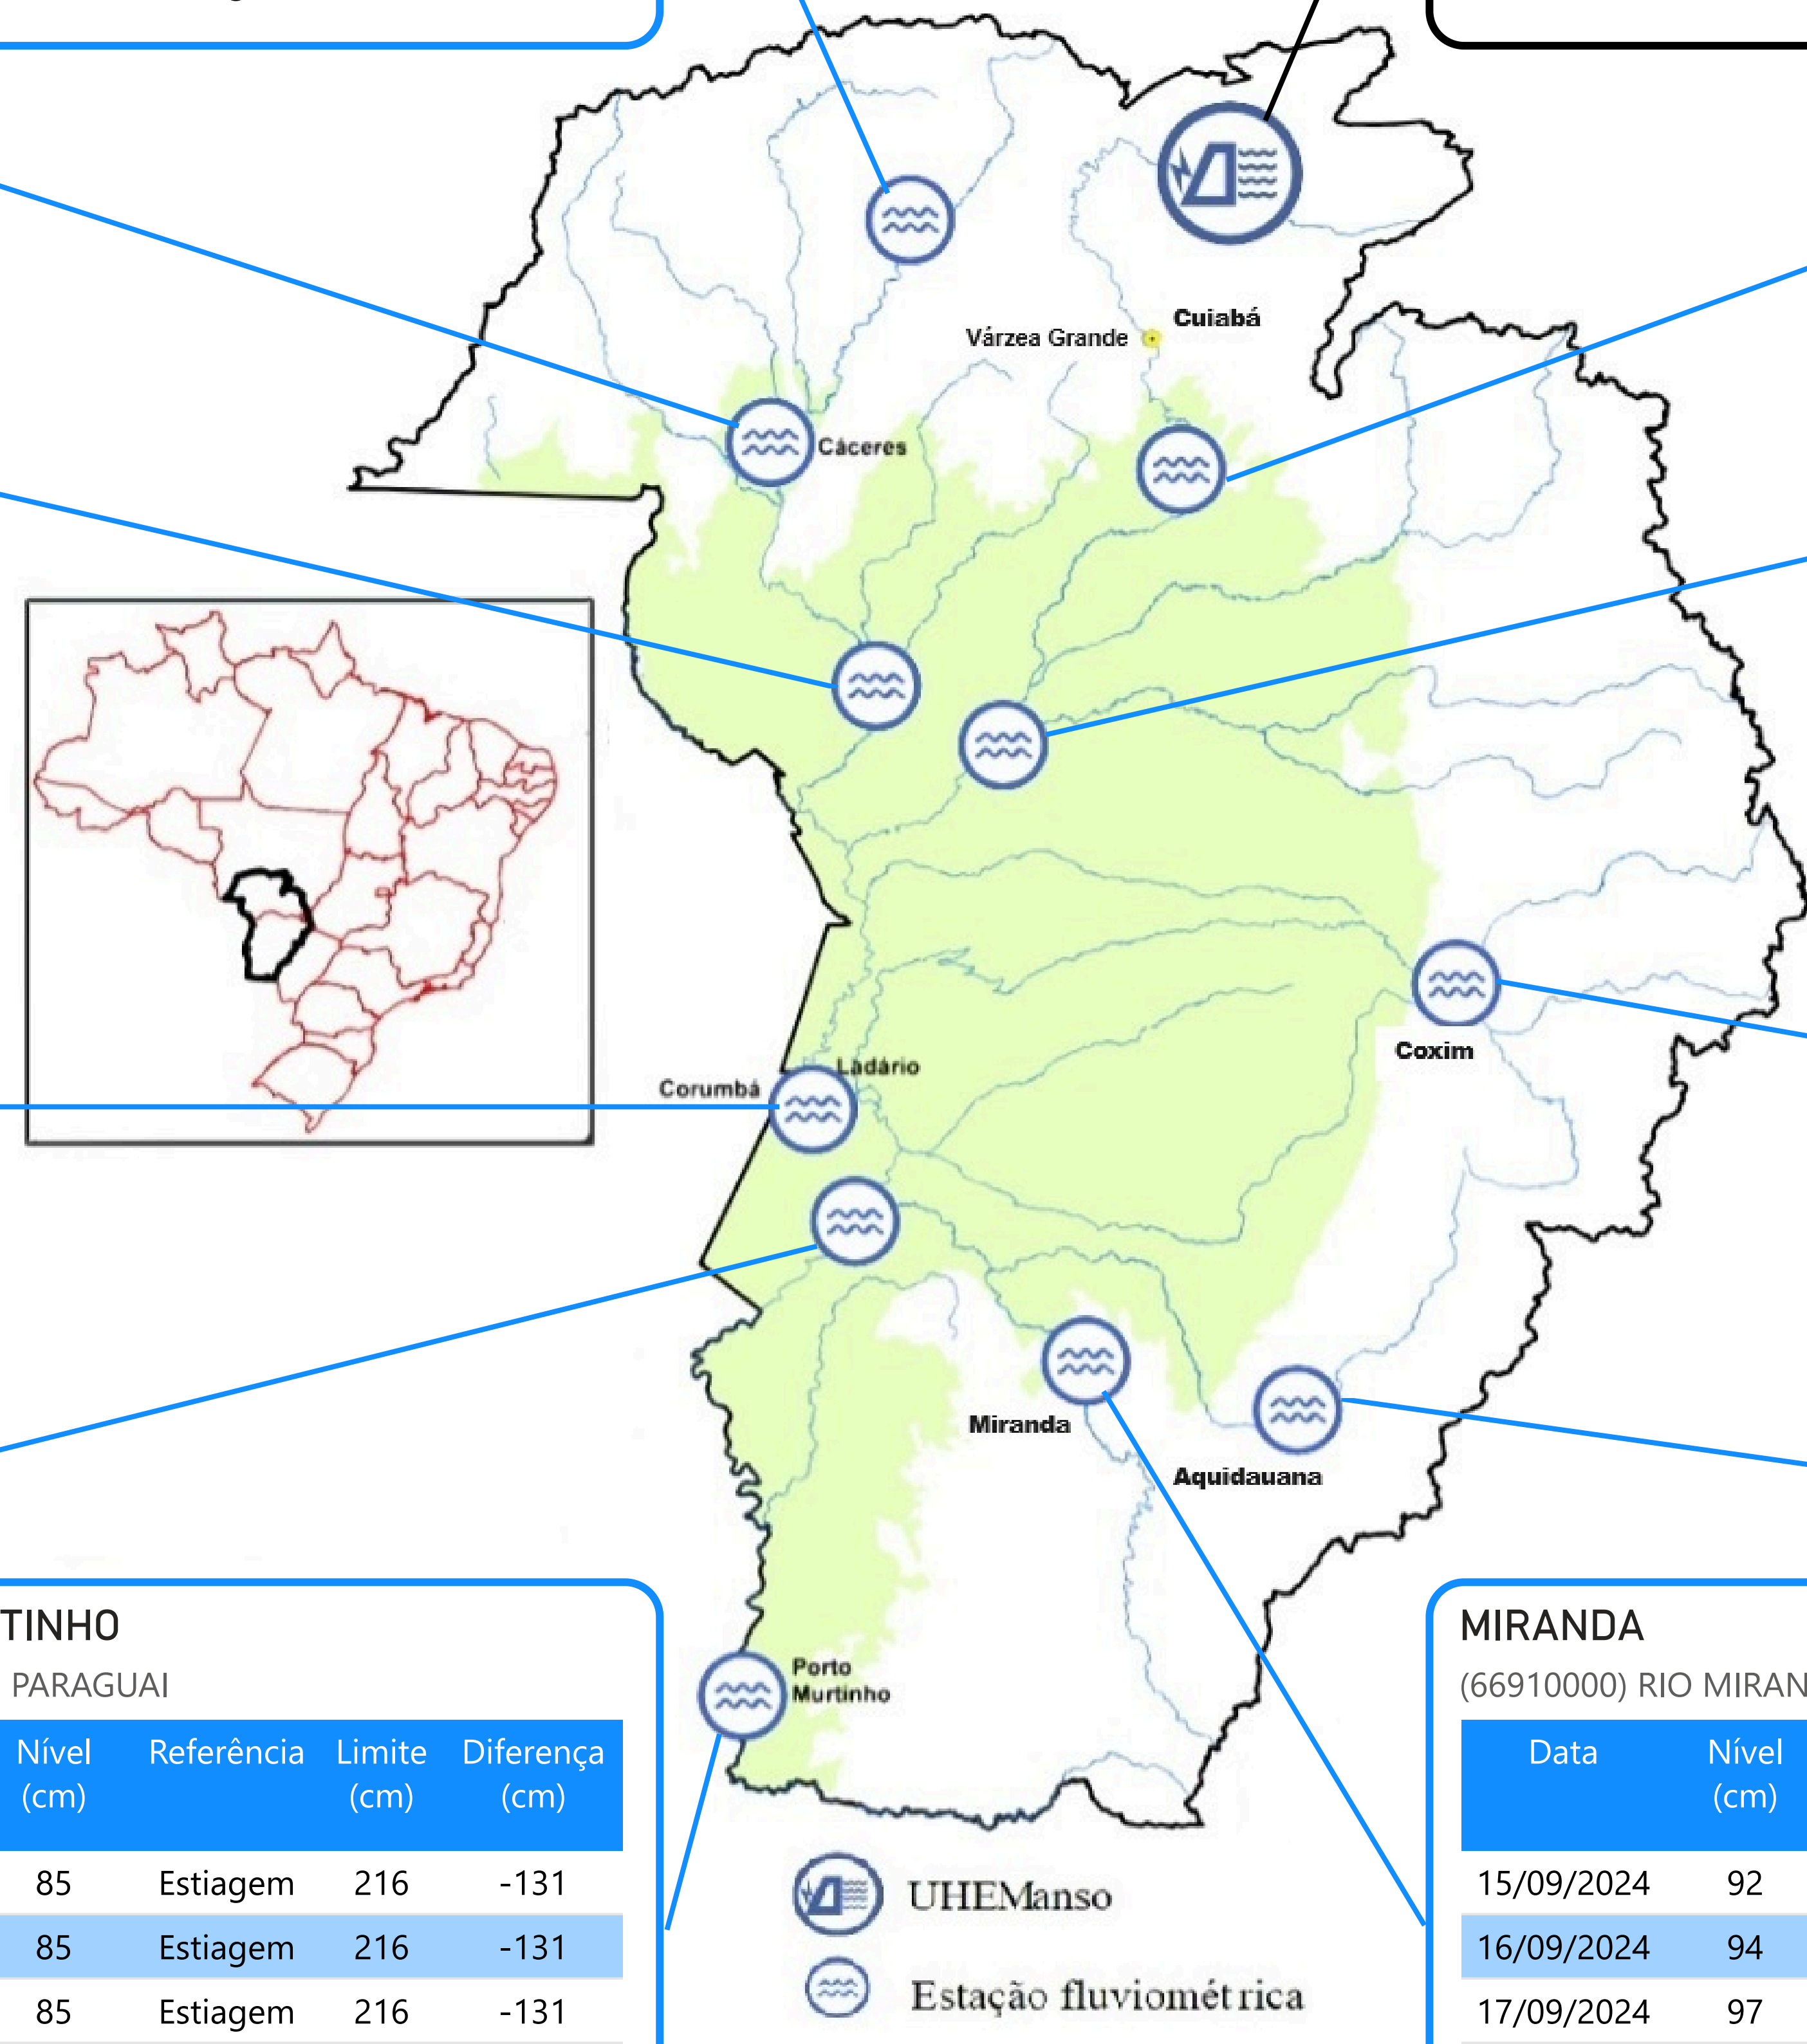 Cuiabá
Várzea Grande
Cáceres
Coxim
Ladário
Corumbá
Miranda
Aquidauana
Porto
Murtinho
TINHO
PARAGUAI
Nível (cm) Referência Limite (cm) Diferença (cm)
85 Estiagem 216 -131
85 Estiagem 216 -131
85 Estiagem 216 -131
UHEManso
Estação fluviométrica
MIRANDA
(66910000) RIO MIRAN
Data Nível (cm)
15/09/2024 92
16/09/2024 94
17/09/2024 97